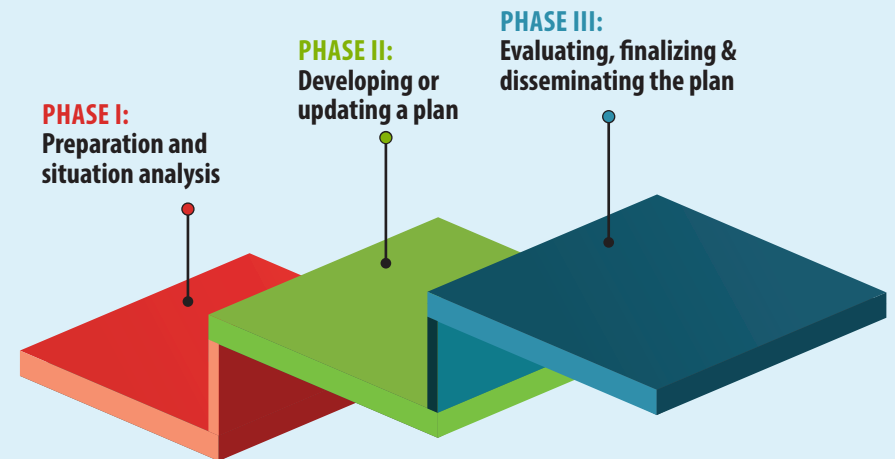 PHASE I:
Preparation and
situation analysis
PHASE II:
Developing or
updating a plan
PHASE III:
Evaluating, finalizing &
disseminating the plan